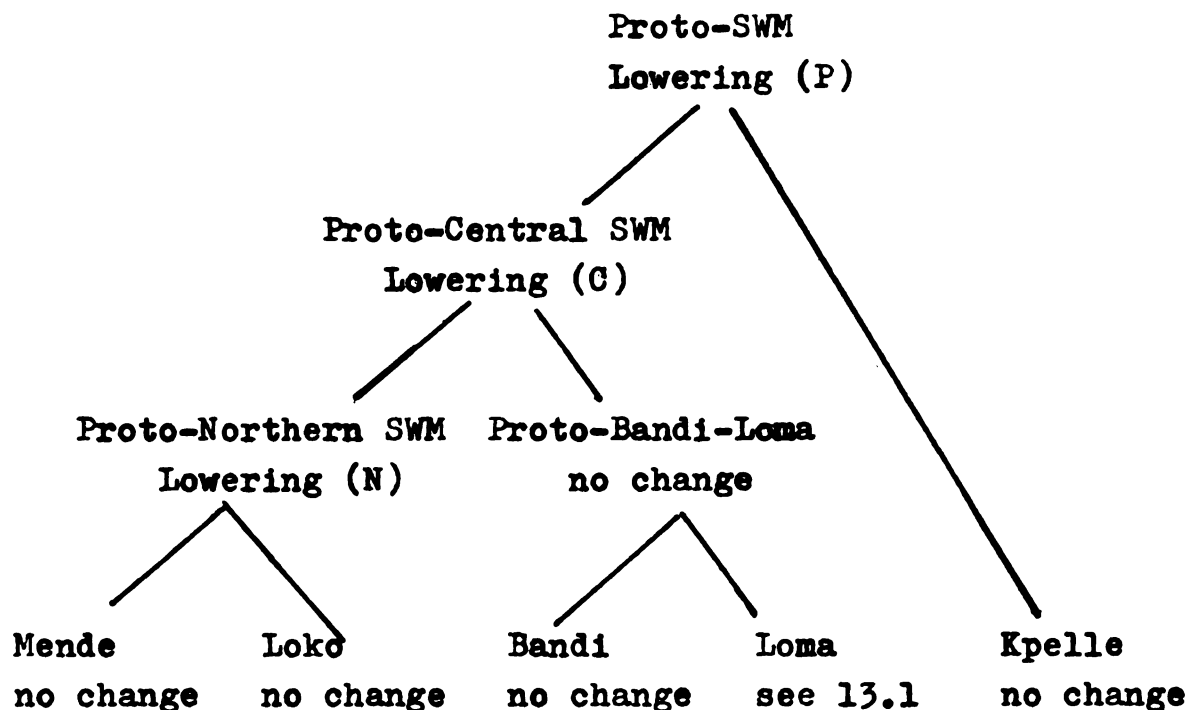 Proto-SWM
Lowering (P)
Proto-Central SWM
Lowering (C)
Proto-Northern SWM Proto-Bandi-Loma
Lowering (N) no change
Mende Loko Bandi Loma Kpelle
no change no change no change see 13.1 no change